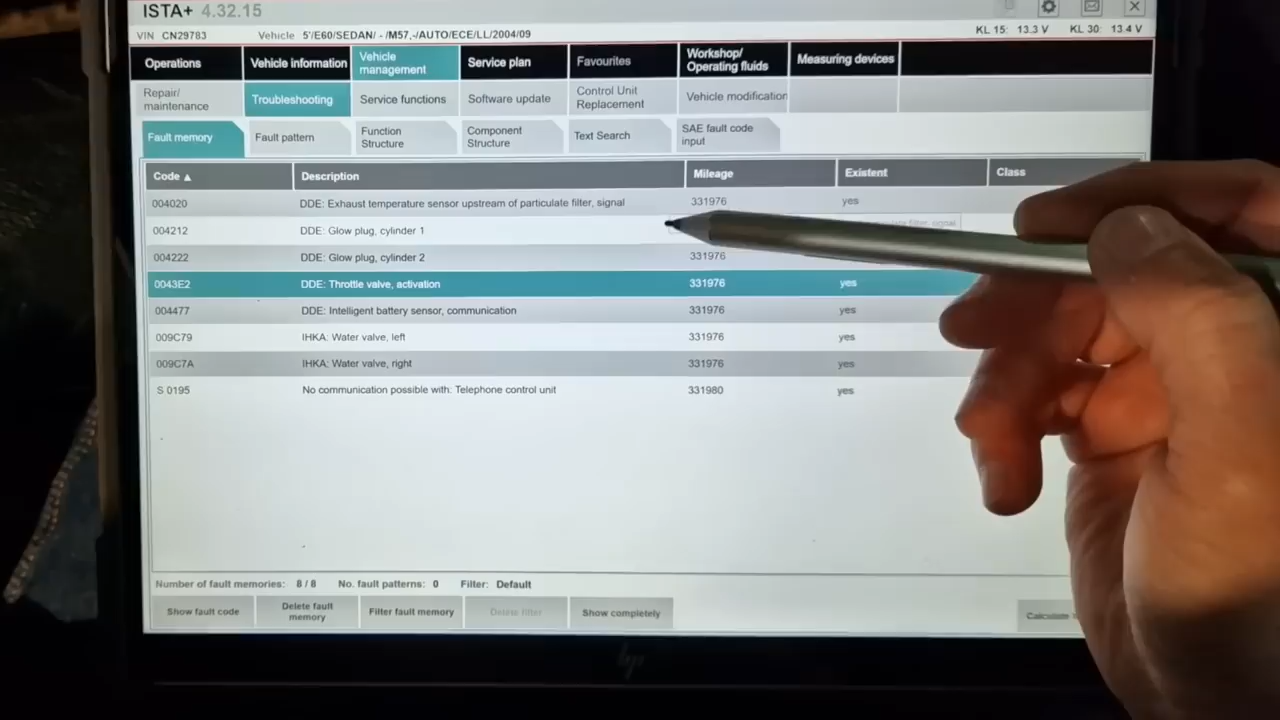 ISTA+ 4.32.15
VIN CN29783 Vehicle 5'/E60/SEDAN/ - /M57,-/AUTO/ECE/LL/2004/09 KL 15: 13.3 V KL 30: 13.4 V
Operations Vehicle information Vehicle management Service plan Favourites Workshop/ Operating fluids Measuring devices
Repair/ maintenance Troubleshooting Service functions Software update Control Unit Replacement Vehicle modification
Fault memory Fault pattern Function Structure Component Structure Text Search SAE fault code input
Code ▲ Description Mileage Existent Class
004020 DDE: Exhaust temperature sensor upstream of particulate filter, signal 331976 yes
004212 DDE: Glow plug, cylinder 1
004222 DDE: Glow plug, cylinder 2 331976
0043E2 DDE: Throttle valve, activation 331976 yes
004477 DDE: Intelligent battery sensor, communication 331976 yes
009C79 IHKA: Water valve, left 331976 yes
009C7A IHKA: Water valve, right 331976 yes
S 0195 No communication possible with: Telephone control unit 331980 yes
Number of fault memories: 8 / 8 No. fault patterns: 0 Filter: Default
Show fault code Delete fault memory Filter fault memory Delete filter Show completely Calculate
hp